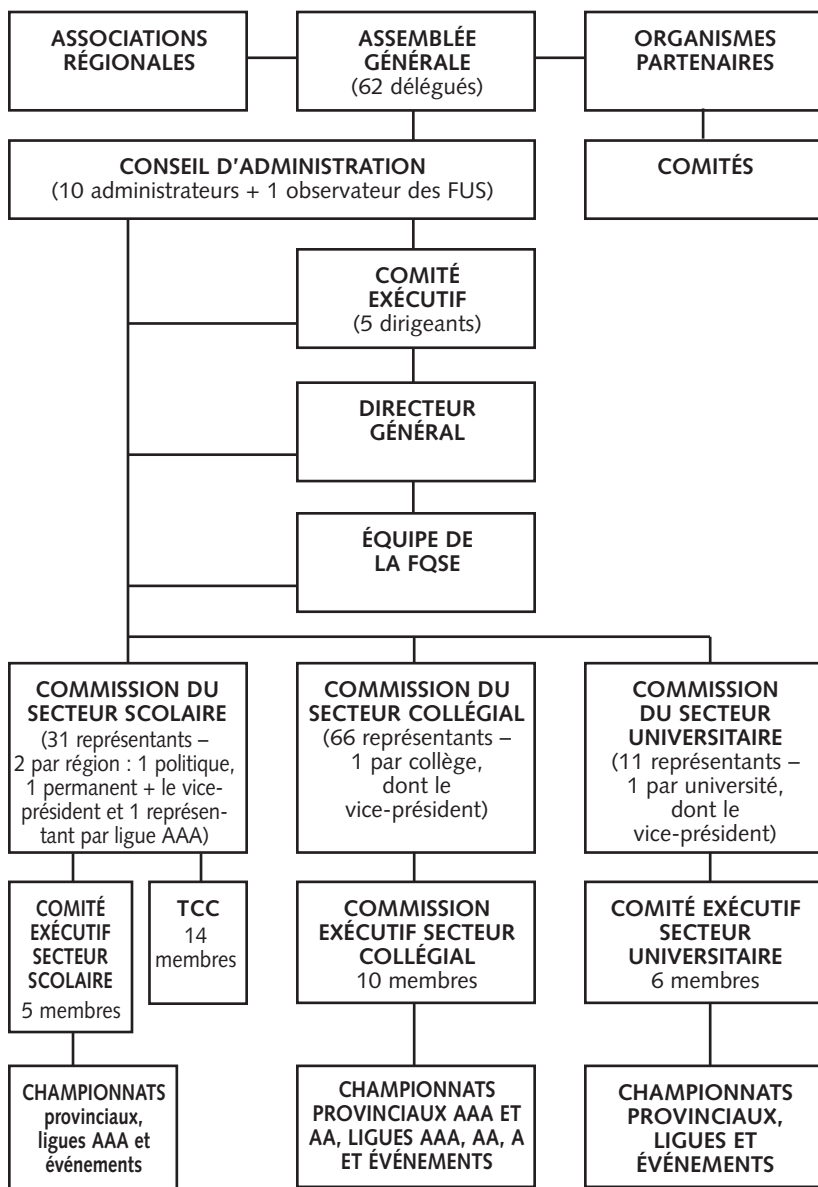 ASSOCIATIONS
RÉGIONALES
ASSEMBLÉE
GÉNÉRALE
(62 délégués)
ORGANISMES
PARTENAIRES
CONSEIL D'ADMINISTRATION
(10 administrateurs + 1 observateur des FUS)
COMITÉS
COMITÉ
EXÉCUTIF
(5 dirigeants)
DIRECTEUR
GÉNÉRAL
ÉQUIPE DE
LA FQSE
COMMISSION DU
SECTEUR SCOLAIRE
(31 représentants –
2 par région : 1 politique,
1 permanent + le vice-
président et 1 représen-
tant par ligue AAA)
COMMISSION DU
SECTEUR COLLÉGIAL
(66 représentants –
1 par collège,
dont le
vice-président)
COMMISSION
DU SECTEUR
UNIVERSITAIRE
(11 représentants –
1 par université,
dont le
vice-président)
COMITÉ
EXÉCUTIF
SECTEUR
SCOLAIRE
5 membres
TCC
14
membres
COMMISSION
EXÉCUTIF SECTEUR
COLLÉGIAL
10 membres
COMITÉ EXÉCUTIF
SECTEUR
UNIVERSITAIRE
6 membres
CHAMPIONNATS
provinciaux,
ligues AAA et
événements
CHAMPIONNATS
PROVINCIAUX AAA ET
AA, LIGUES AAA, AA, A
ET ÉVÉNEMENTS
CHAMPIONNATS
PROVINCIAUX,
LIGUES ET
ÉVÉNEMENTS